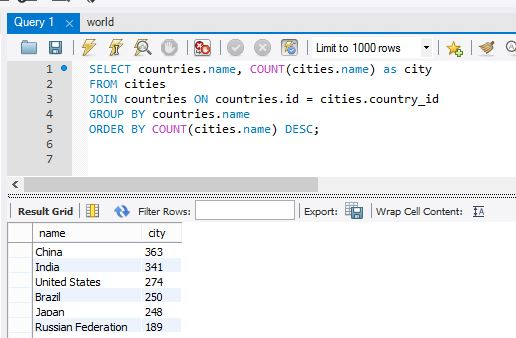 Query 1
world
Limit to 1000 rows
1 SELECT countries.name, COUNT(cities.name) as city
2 FROM cities
3 JOIN countries ON countries.id = cities.country_id
4 GROUP BY countries.name
5 ORDER BY COUNT(cities.name) DESC;
6
7
Result Grid Filter Rows: Export: Wrap Cell Content:
name city
China 363
India 341
United States 274
Brazil 250
Japan 248
Russian Federation 189